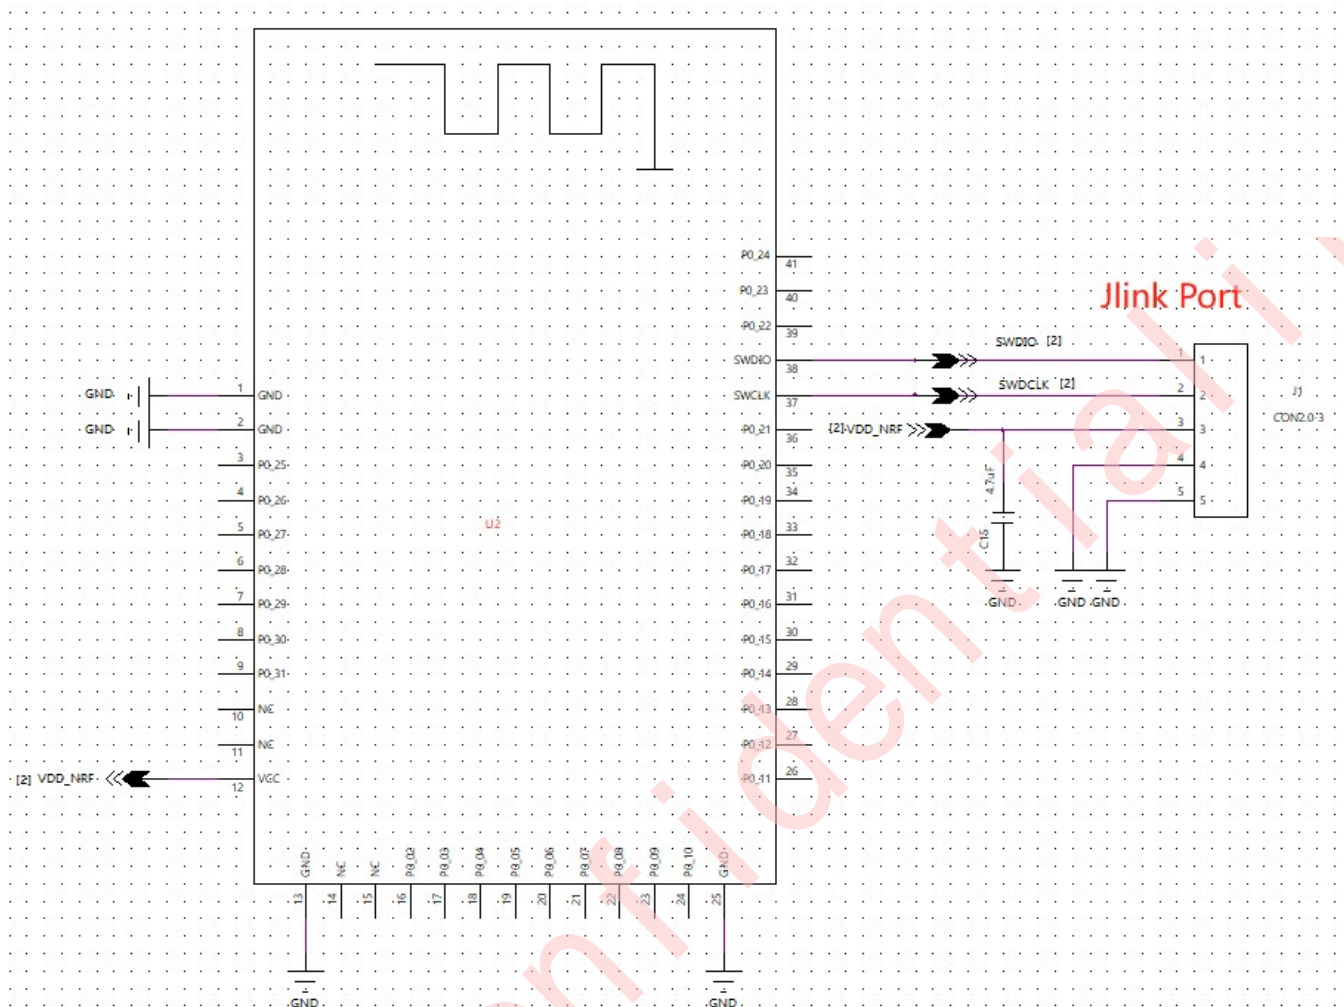 Jlink Port
P0_24 41
P0_23 40
P0_22 39
SWDIO 38
SWCLK 37
P0_21 36
P0_20 35
P0_19 34
P0_18 33
P0_17 32
P0_16 31
P0_15 30
P0_14 29
P0_13 28
P0_12 27
P0_11 26
SWDIO [2]
SWDCLK [2]
[2] VDD_NRF
1 1
2 2
3 3
4 4
5 5
J1
CON2.0-3
4.7uF
C15
GND
GND
GND
GND 1 GND
GND 2 GND
3 P0_25
4 P0_26
5 P0_27
6 P0_28
7 P0_29
8 P0_30
9 P0_31
10 NC
11 NC
[2] VDD_NRF 12 VCC
U2
GND 13
NC 14
NC 15
P0_02 16
P0_03 17
P0_04 18
P0_05 19
P0_06 20
P0_07 21
P0_08 22
P0_09 23
P0_10 24
GND 25
GND
GND
nfidentiali